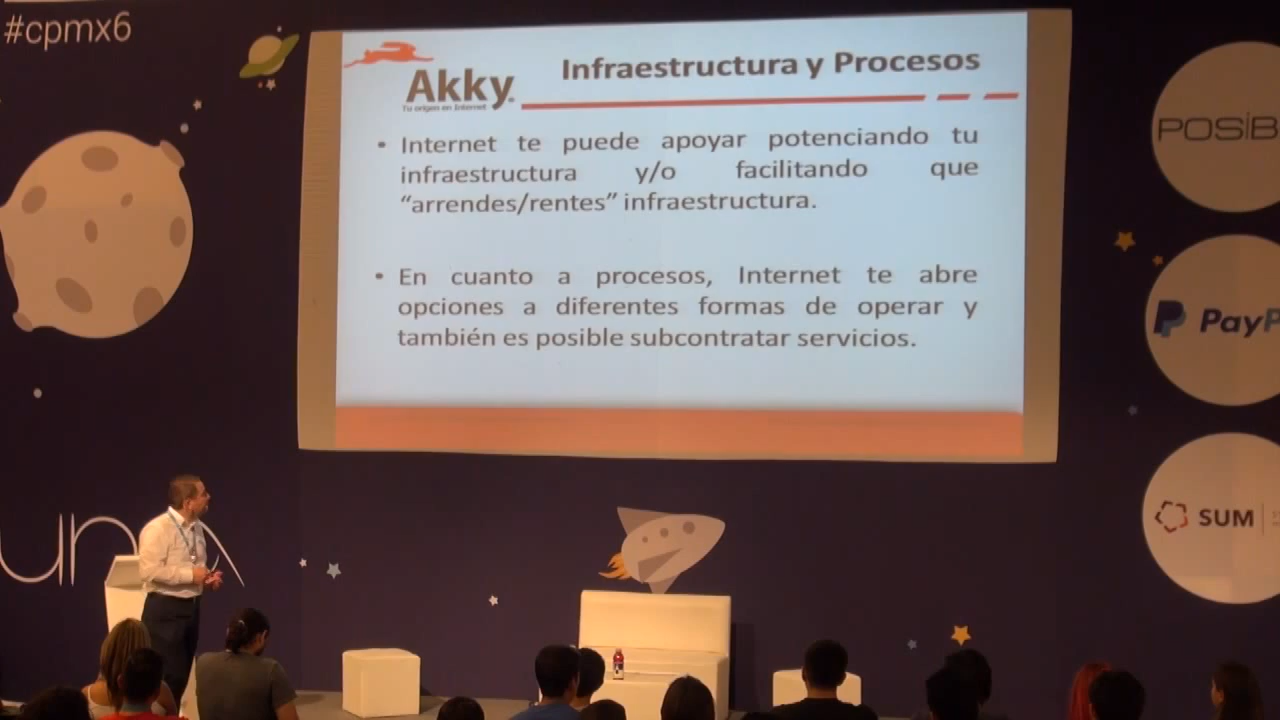 #cpmx6
Akky
Tu origen en Internet
Infraestructura y Procesos
• Internet te puede apoyar potenciando tu
infraestructura y/o facilitando que
“arrendes/rentes” infraestructura.
• En cuanto a procesos, Internet te abre
opciones a diferentes formas de operar y
también es posible subcontratar servicios.
POSIB
PayP
SUM